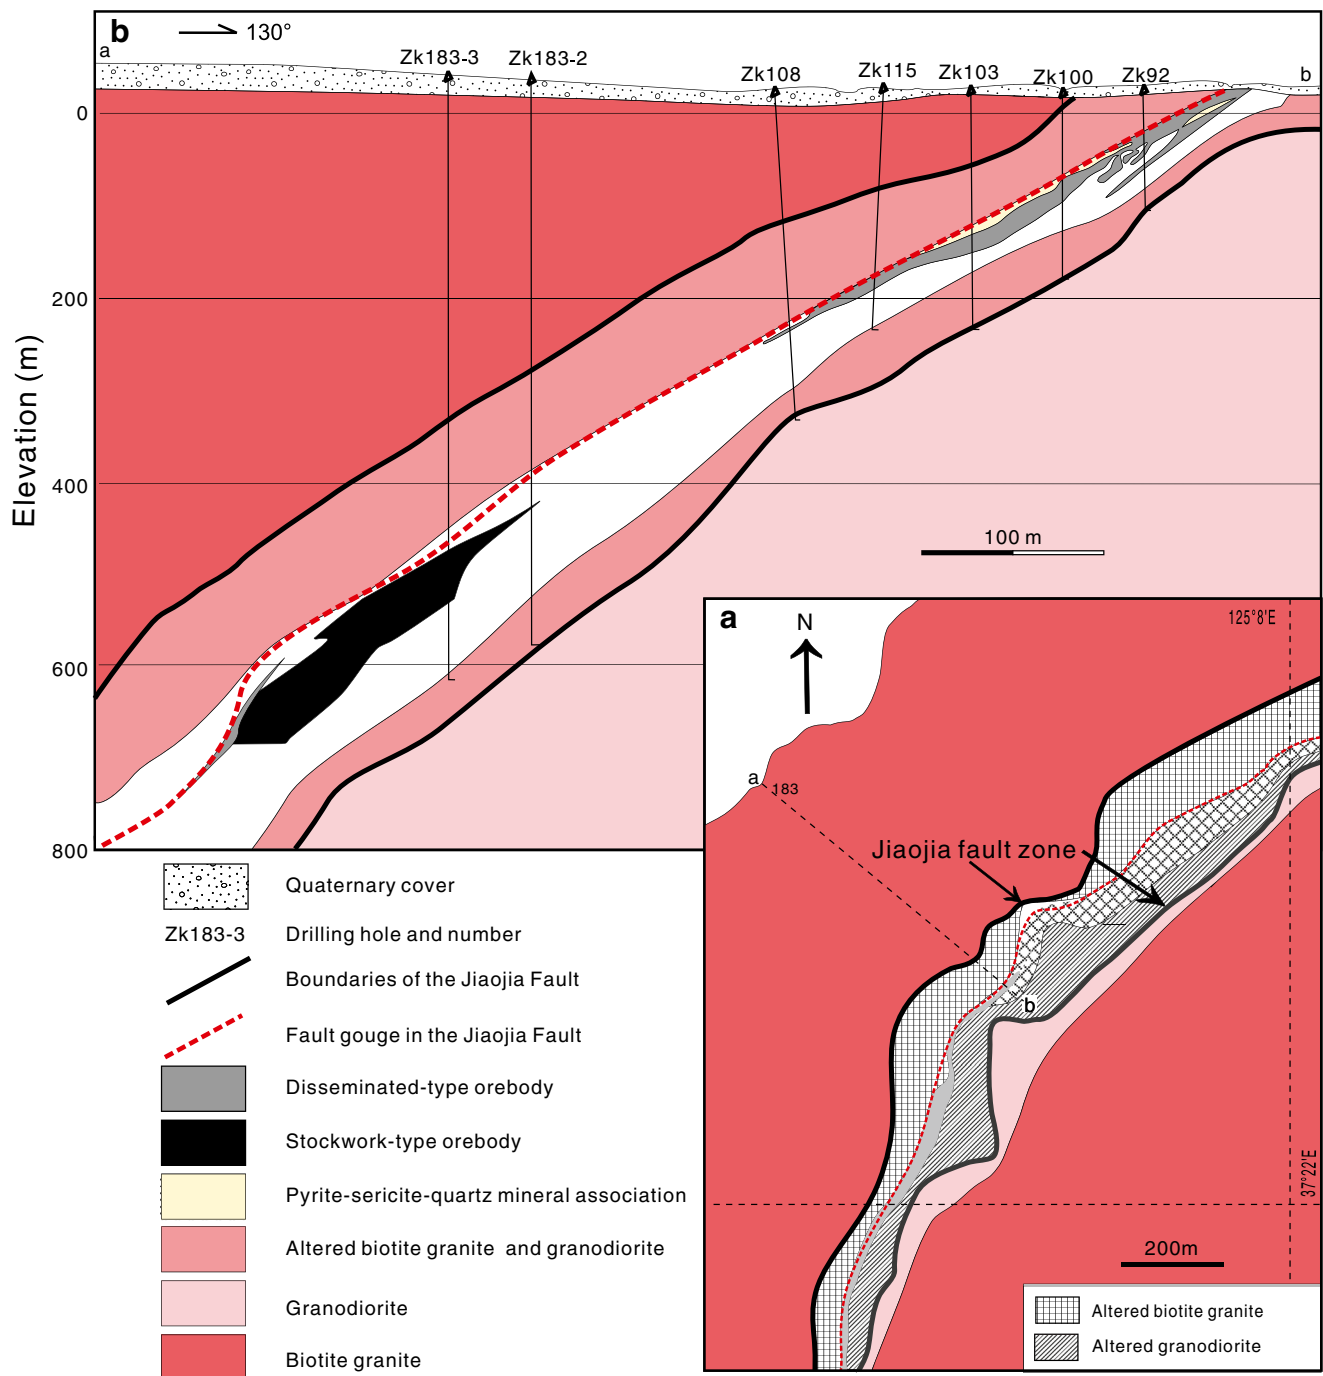 b
130°
a
Zk183-3
Zk183-2
Zk108
Zk115
Zk103
Zk100
Zk92
b
0
200
400
600
800
Elevation (m)
100 m
a
N
125°8'E
a
183
Jiaojia fault zone
b
37°22'E
200m
Altered biotite granite
Altered granodiorite
Quaternary cover
Zk183-3 Drilling hole and number
Boundaries of the Jiaojia Fault
Fault gouge in the Jiaojia Fault
Disseminated-type orebody
Stockwork-type orebody
Pyrite-sericite-quartz mineral association
Altered biotite granite and granodiorite
Granodiorite
Biotite granite